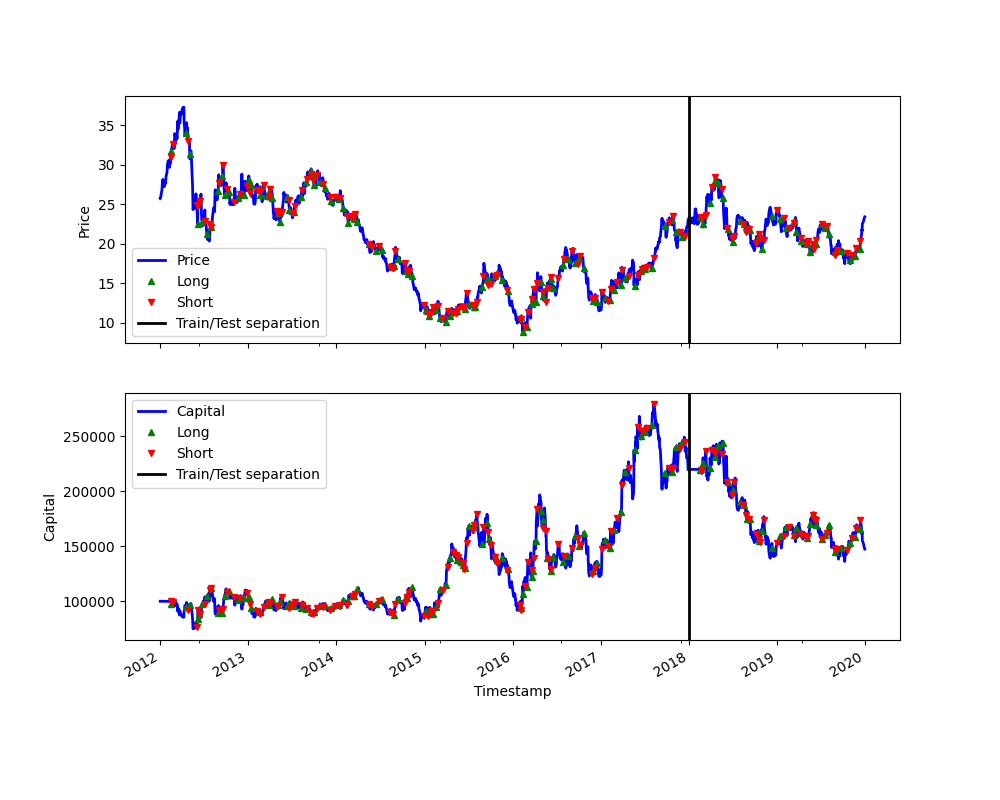 35
30
25
20
15
10
Price
Price
Long
Short
Train/Test separation
250000
200000
150000
100000
Capital
Capital
Long
Short
Train/Test separation
2012
2013
2014
2015
2016
2017
2018
2019
2020
Timestamp